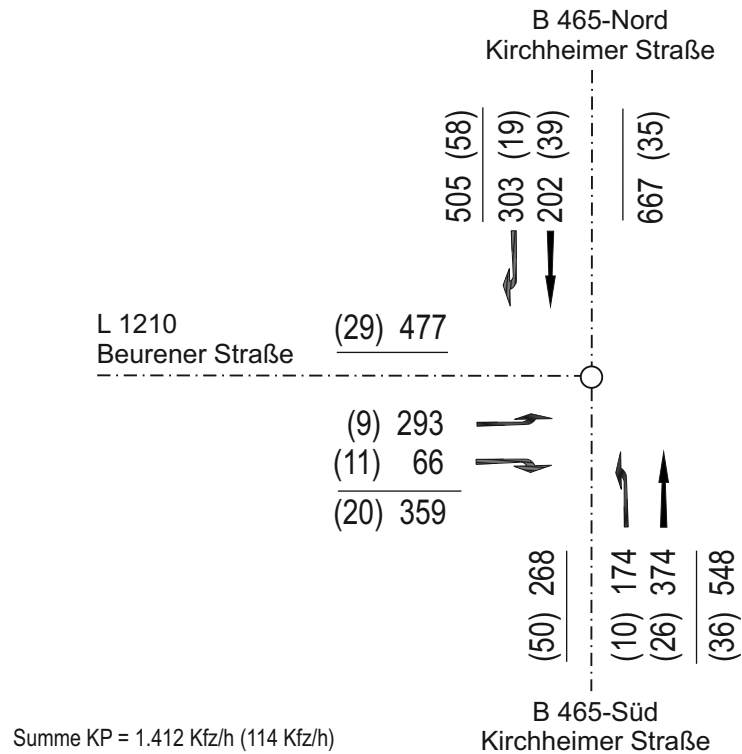 B 465-Nord
Kirchheimer Straße
505 (58)
303 (19)
202 (39)
667 (35)
L 1210
Beurener Straße
(29) 477
(9) 293
(11) 66
(20) 359
(50) 268
(10) 174
(26) 374
(36) 548
B 465-Süd
Kirchheimer Straße
Summe KP = 1.412 Kfz/h (114 Kfz/h)